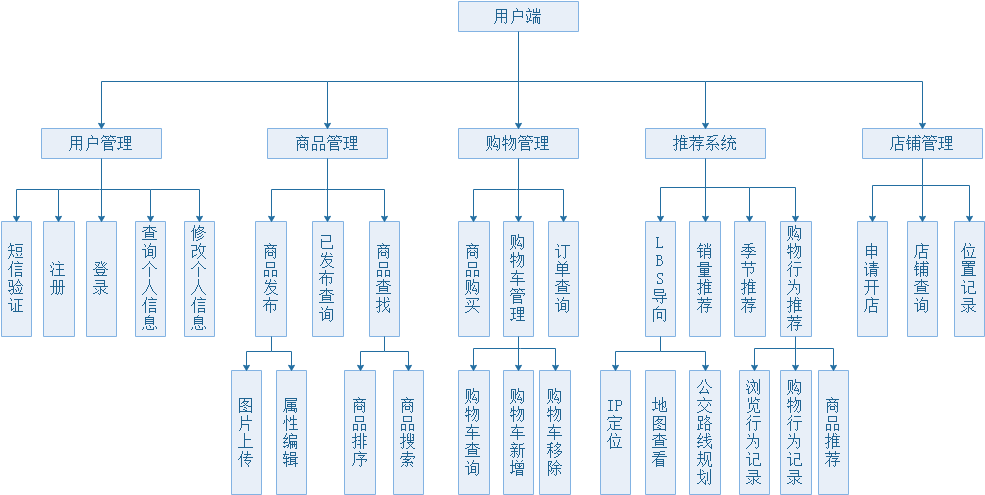 用户端
用户管理
商品管理
购物管理
推荐系统
店铺管理
短信验证
注册
登录
查询个人信息
修改个人信息
商品发布
已发布查询
商品查找
商品购买
购物车管理
订单查询
LBS导向
销量推荐
季节推荐
购物行为推荐
申请开店
店铺查询
位置记录
图片上传
属性编辑
商品排序
商品搜索
购物车查询
购物车新增
购物车移除
IP定位
地图查看
公交路线规划
浏览行为记录
购物行为记录
商品推荐